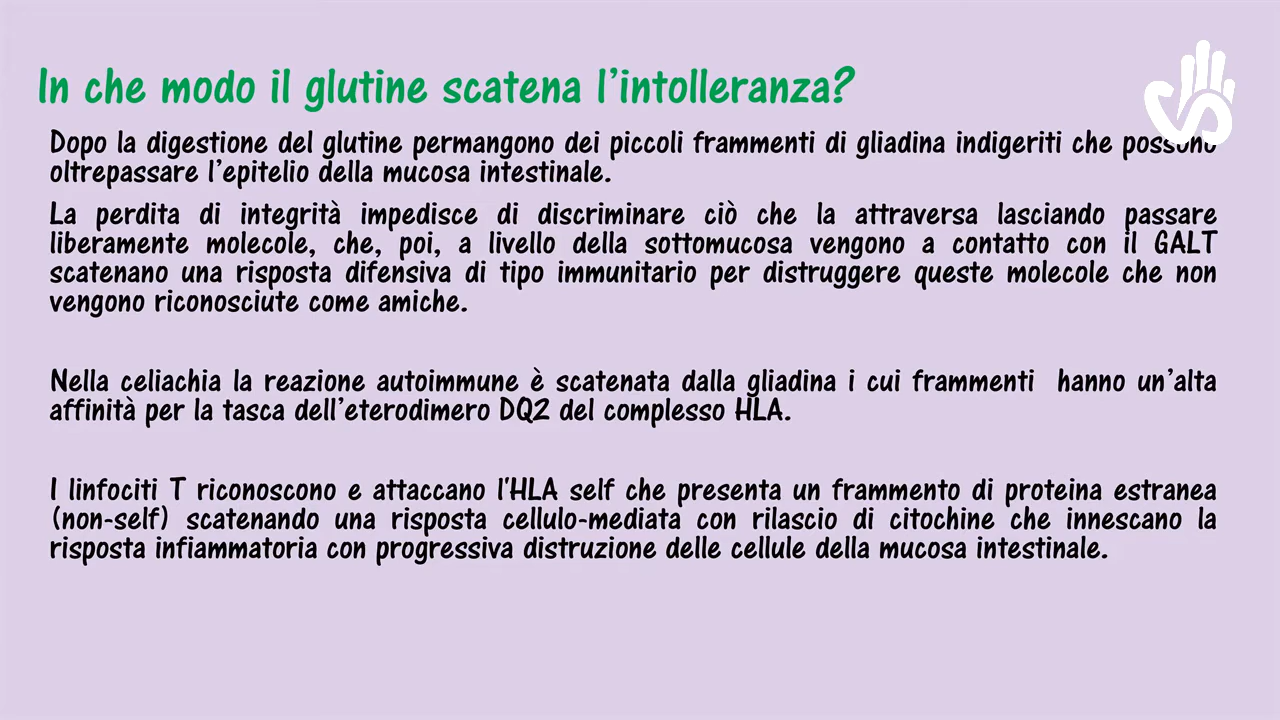 In che modo il glutine scatena l’intolleranza?
Dopo la digestione del glutine permangono dei piccoli frammenti di gliadina indigeriti che possono
oltrepassare l’epitelio della mucosa intestinale.
La perdita di integrità impedisce di discriminare ciò che la attraversa lasciando passare
liberamente molecole, che, poi, a livello della sottomucosa vengono a contatto con il GALT
scatenano una risposta difensiva di tipo immunitario per distruggere queste molecole che non
vengono riconosciute come amiche.
Nella celiachia la reazione autoimmune è scatenata dalla gliadina i cui frammenti hanno un’alta
affinità per la tasca dell’eterodimero DQ2 del complesso HLA.
I linfociti T riconoscono e attaccano l'HLA self che presenta un frammento di proteina estranea
(non-self) scatenando una risposta cellulo-mediata con rilascio di citochine che innescano la
risposta infiammatoria con progressiva distruzione delle cellule della mucosa intestinale.